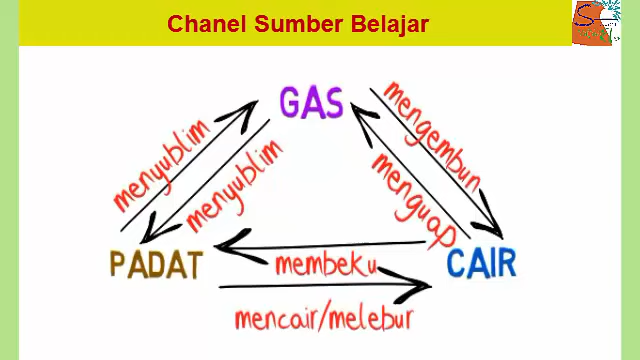 Chanel Sumber Belajar
GAS
mengembun
menyublim
menyublim
menguap
PADAT
membeku
CAIR
mencair/melebur